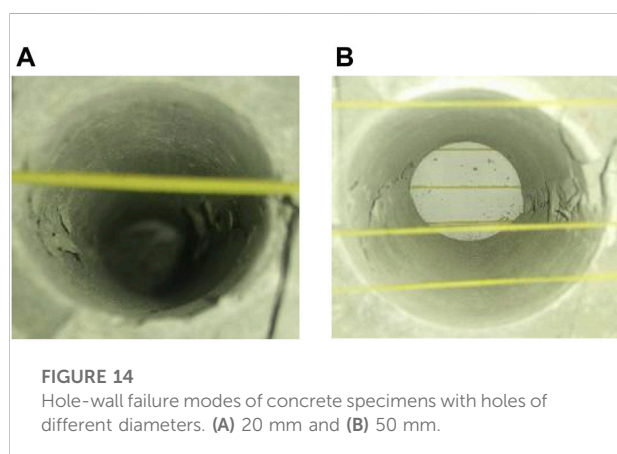 A
B
FIGURE 14
Hole-wall failure modes of concrete specimens with holes of
different diameters. (A) 20 mm and (B) 50 mm.